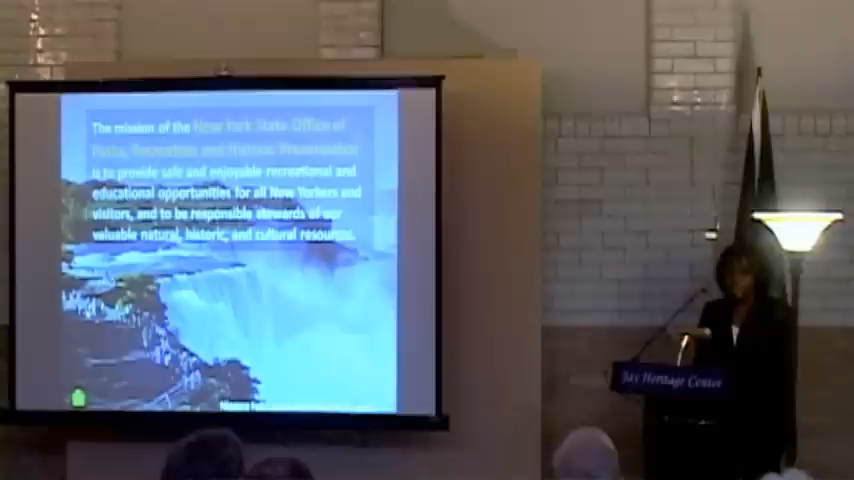 The mission of the New York State Office of
Parks, Recreation and Historic Preservation
is to provide safe and enjoyable recreational and
educational opportunities for all New Yorkers and
visitors, and to be responsible stewards of our
valuable natural, historic, and cultural resources.
Jay Heritage Center